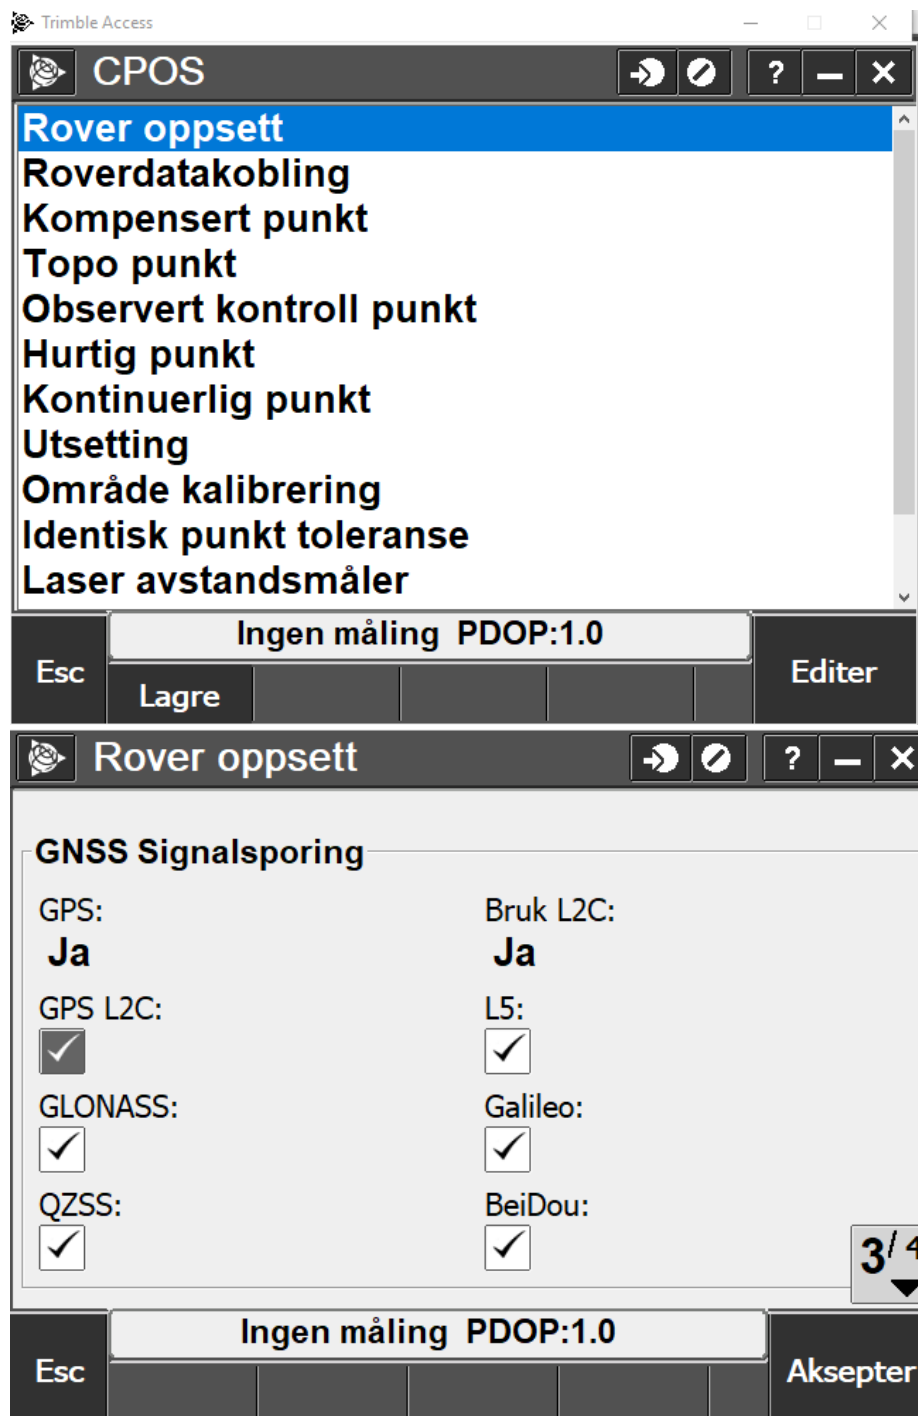 Trimble Access
CPOS ?
Rover oppsett
Roverdatakobling
Kompensert punkt
Topo punkt
Observert kontroll punkt
Hurtig punkt
Kontinuerlig punkt
Utsetting
Område kalibrering
Identisk punkt toleranse
Laser avstandsmåler
Ingen måling PDOP:1.0
Esc Editer
Lagre
Rover oppsett ?
GNSS Signalsporing
GPS: Bruk L2C:
Ja Ja
GPS L2C: L5:
GLONASS: Galileo:
QZSS: BeiDou:
3/4
Ingen måling PDOP:1.0
Esc Aksepter